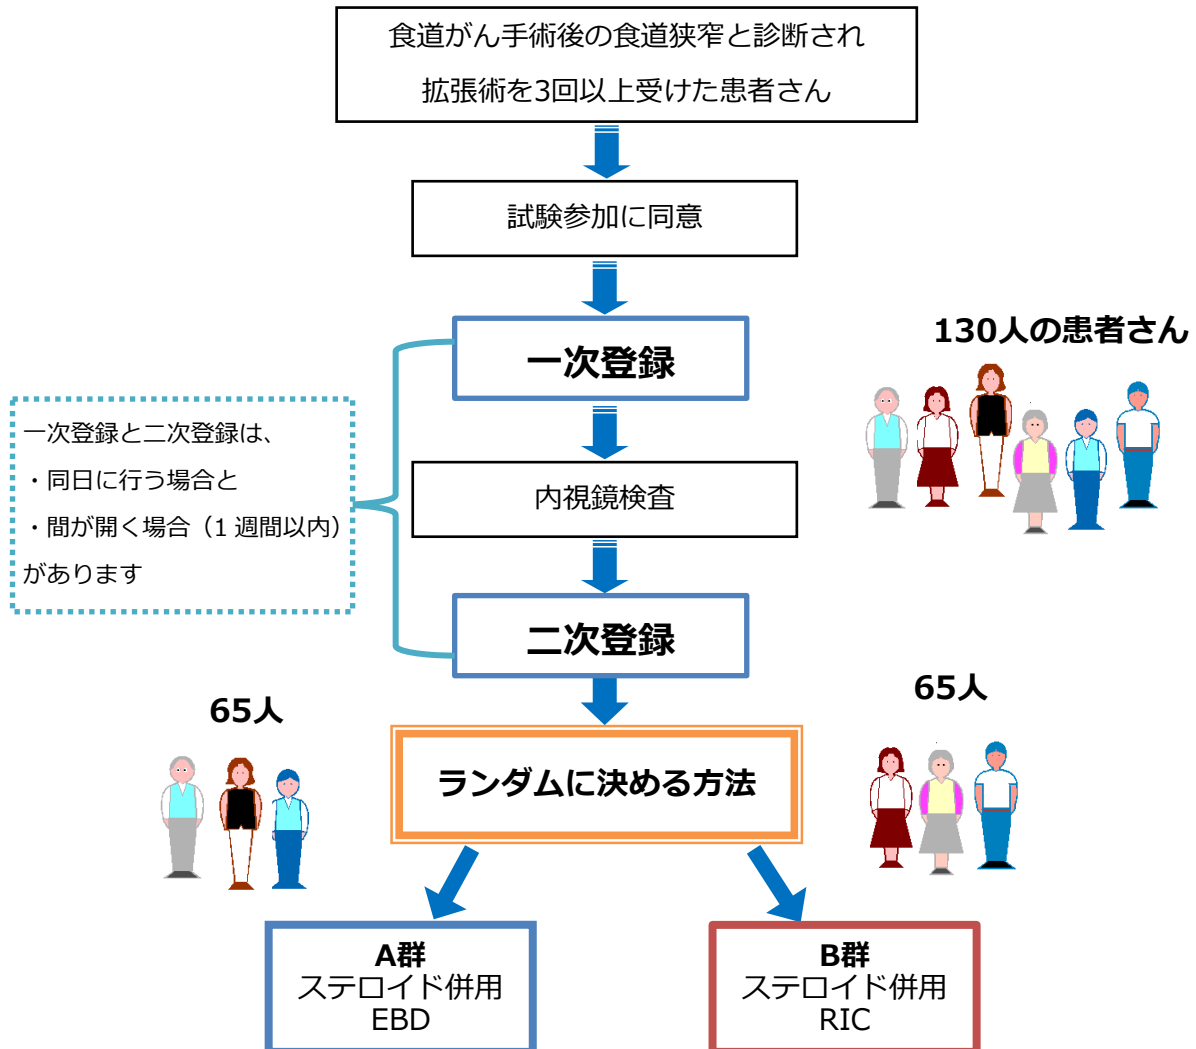 食道がん手術後の食道狭窄と診断され
拡張術を3回以上受けた患者さん
試験参加に同意
一次登録
130人の患者さん
一次登録と二次登録は、
・同日に行う場合と
・間が開く場合（1 週間以内）
があります
内視鏡検査
二次登録
65人
65人
ランダムに決める方法
A群
ステロイド併用
EBD
B群
ステロイド併用
RIC